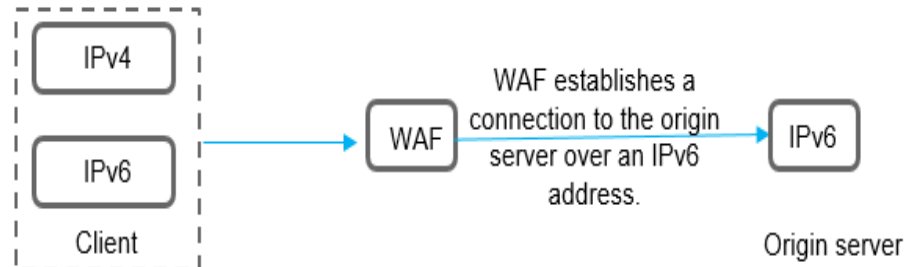 IPv4
IPv6
Client
WAF
WAF establishes a
connection to the origin
server over an IPv6
address.
IPv6
Origin server